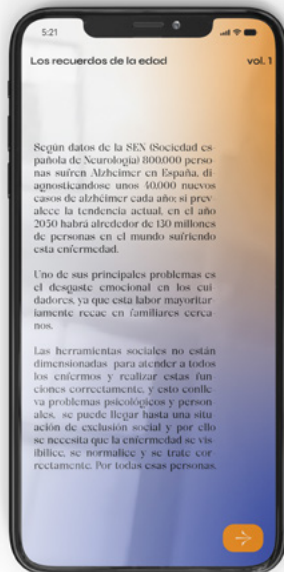 5:21
Los recuerdos de la edad vol. 1
Según datos de la SEN (Sociedad es
pañola de Neurología) 800.000 perso
nas sufren Alzheimer en España, di
agnosticandose unos 40.000 nuevos
casos de alzhéimer cada año; si prev
alece la tendencia actual, en el año
2050 habrá alrededor de 130 millones
de personas en el mundo sufriendo
esta enfermedad.
Uno de sus principales problemas es
el desgaste emocional en los cui
dadores, ya que esta labor mayoritar
iamente recae en familiares cerca
nos.
Las herramientas sociales no están
dimensionadas para atender a todos
los enfermos y realizar estas fun
ciones correctamente, y esto conlle
va problemas psicológicos y person
ales, se puede llegar hasta una situ
ación de exclusión social y por ello
se necesita que la enfermedad se vis
ibilice, se normalice y se trate cor
rectamente. Por todas esas personas.